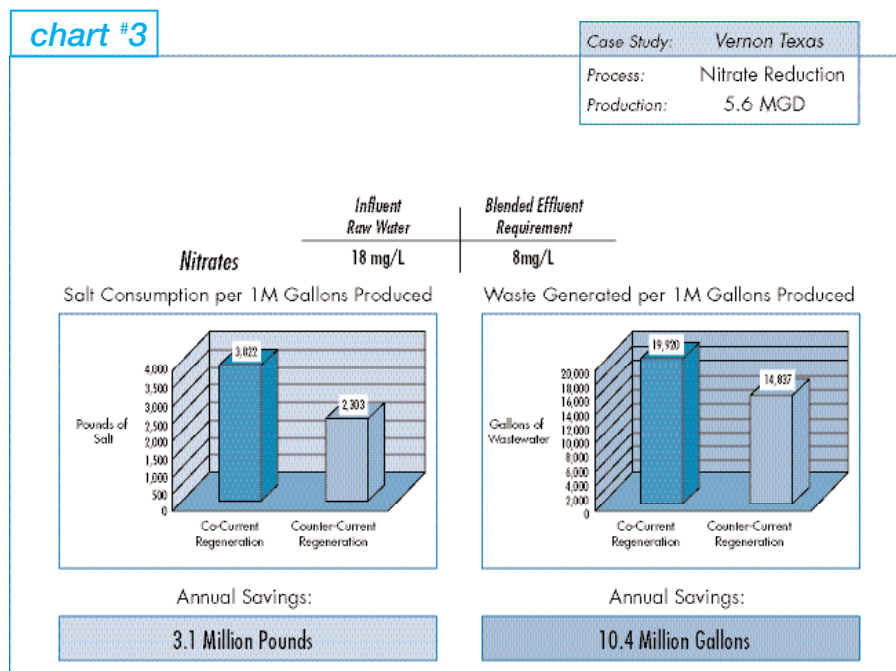 chart #3
Case Study: Vernon Texas
Process: Nitrate Reduction
Production: 5.6 MGD
Influent
Raw Water
Blended Effluent
Requirement
Nitrates
18 mg/L
8mg/L
Salt Consumption per 1M Gallons Produced
4,000
3,500
3,000
2,500
2,000
1,500
1,000
500
0
Pounds of
Salt
3,822
2,303
Co-Current
Regeneration
Counter-Current
Regeneration
Annual Savings:
3.1 Million Pounds
Waste Generated per 1M Gallons Produced
20,000
18,000
16,000
14,000
12,000
10,000
8,000
6,000
4,000
2,000
0
Gallons of
Wastewater
19,920
14,837
Co-Current
Regeneration
Counter-Current
Regeneration
Annual Savings:
10.4 Million Gallons